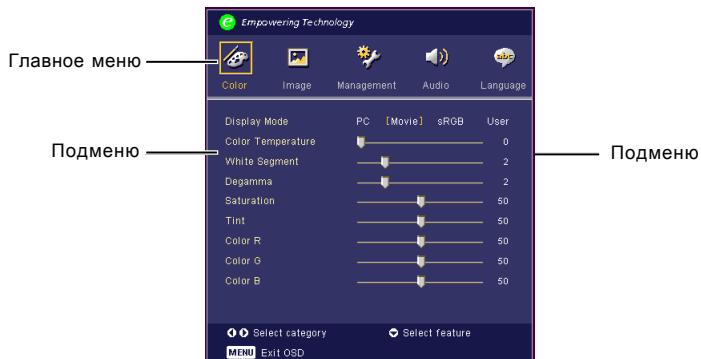 Empowering Technology
Главное меню
abc
Color Image Management Audio Language
Display Mode PC [Movie] sRGB User
Color Temperature 0
Подменю
Подменю
White Segment 2
Degamma 2
Saturation 50
Tint 50
Color R 50
Color G 50
Color B 50
Select category Select feature
MENU Exit OSD